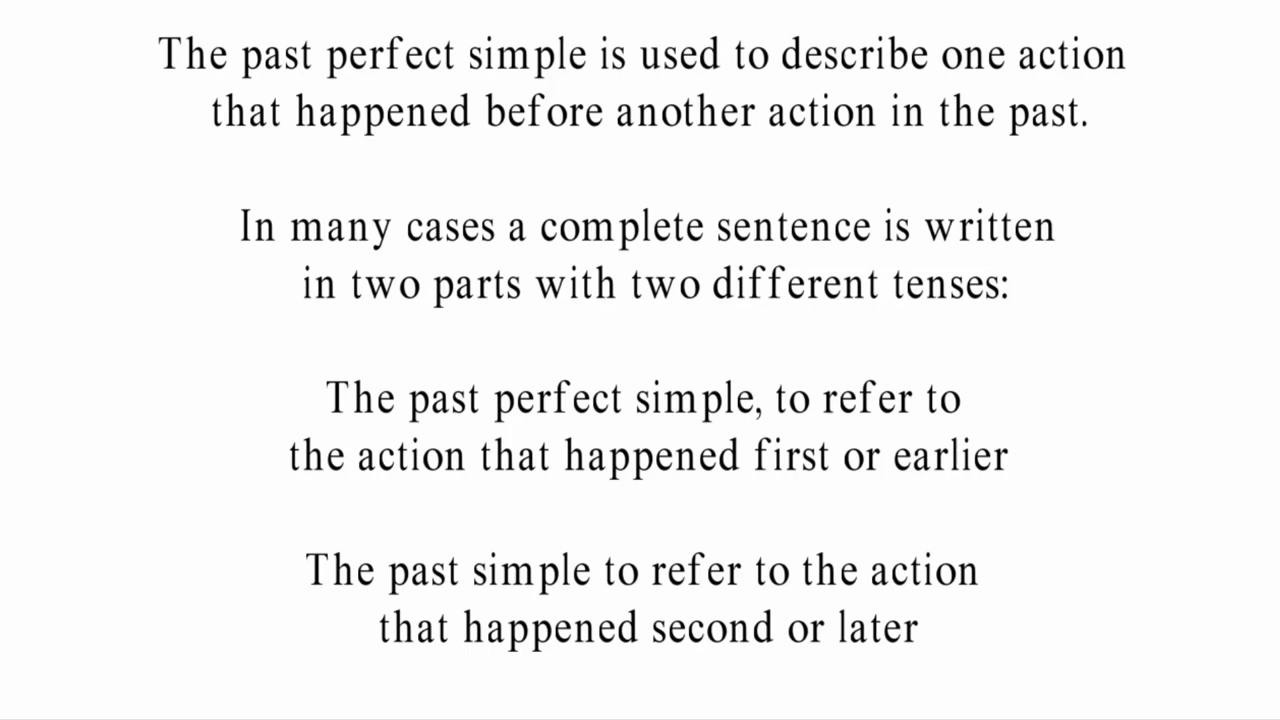 The past perfect simple is used to describe one action
that happened before another action in the past.
In many cases a complete sentence is written
in two parts with two different tenses:
The past perfect simple, to refer to
the action that happened first or earlier
The past simple to refer to the action
that happened second or later